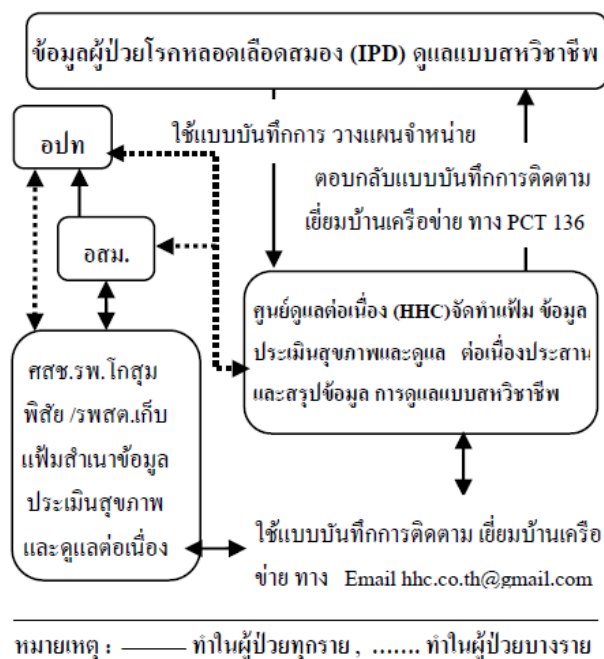 ข้อมูลผู้ป่วยโรคหลอดเลือดสมอง (IPD) ดูแลแบบสหวิชาชีพ
อปท
ใช้แบบบันทึกการ วางแผนจำหน่าย
ตอบกลับแบบบันทึกการติดตาม
เยี่ยมบ้านเครือข่าย ทาง PCT 136
อสม.
ศูนย์ดูแลต่อเนื่อง (HHC)จัดทำแฟ้ม ข้อมูล
ประเมินสุขภาพและดูแล ต่อเนื่องประสาน
และสรุปข้อมูล การดูแลแบบสหวิชาชีพ
ศสช.รพ.โกสุม
พิสัย /รพสต.เก็บ
แฟ้มสำเนาข้อมูล
ประเมินสุขภาพ
และดูแลต่อเนื่อง
ใช้แบบบันทึกการติดตาม เยี่ยมบ้านเครือ
ข่าย ทาง Email hhc.co.th@gmail.com
หมายเหตุ : ——— ทำในผู้ป่วยทุกราย , ....... ทำในผู้ป่วยบางราย